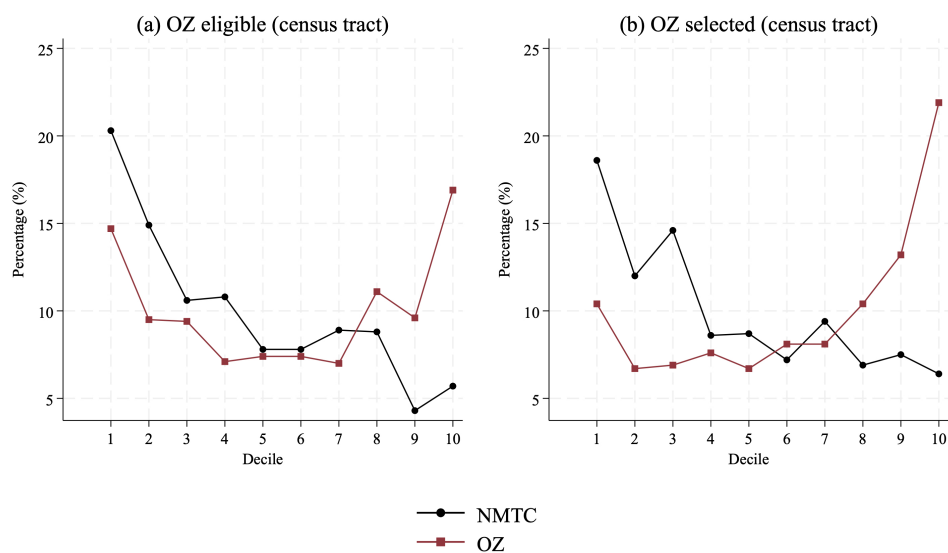 (a) OZ eligible (census tract)
25
20
15
10
5
Percentage (%)
1 2 3 4 5 6 7 8 9 10
Decile
(b) OZ selected (census tract)
25
20
15
10
5
Percentage (%)
1 2 3 4 5 6 7 8 9 10
Decile
NMTC
OZ